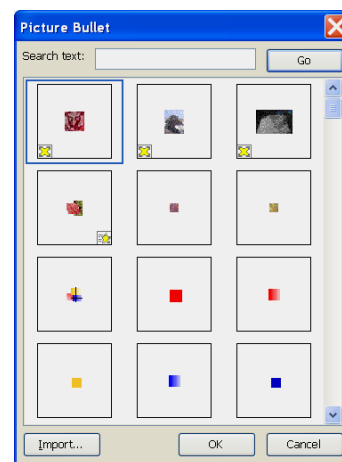 Picture Bullet
Search text:
Go
Import...
OK
Cancel